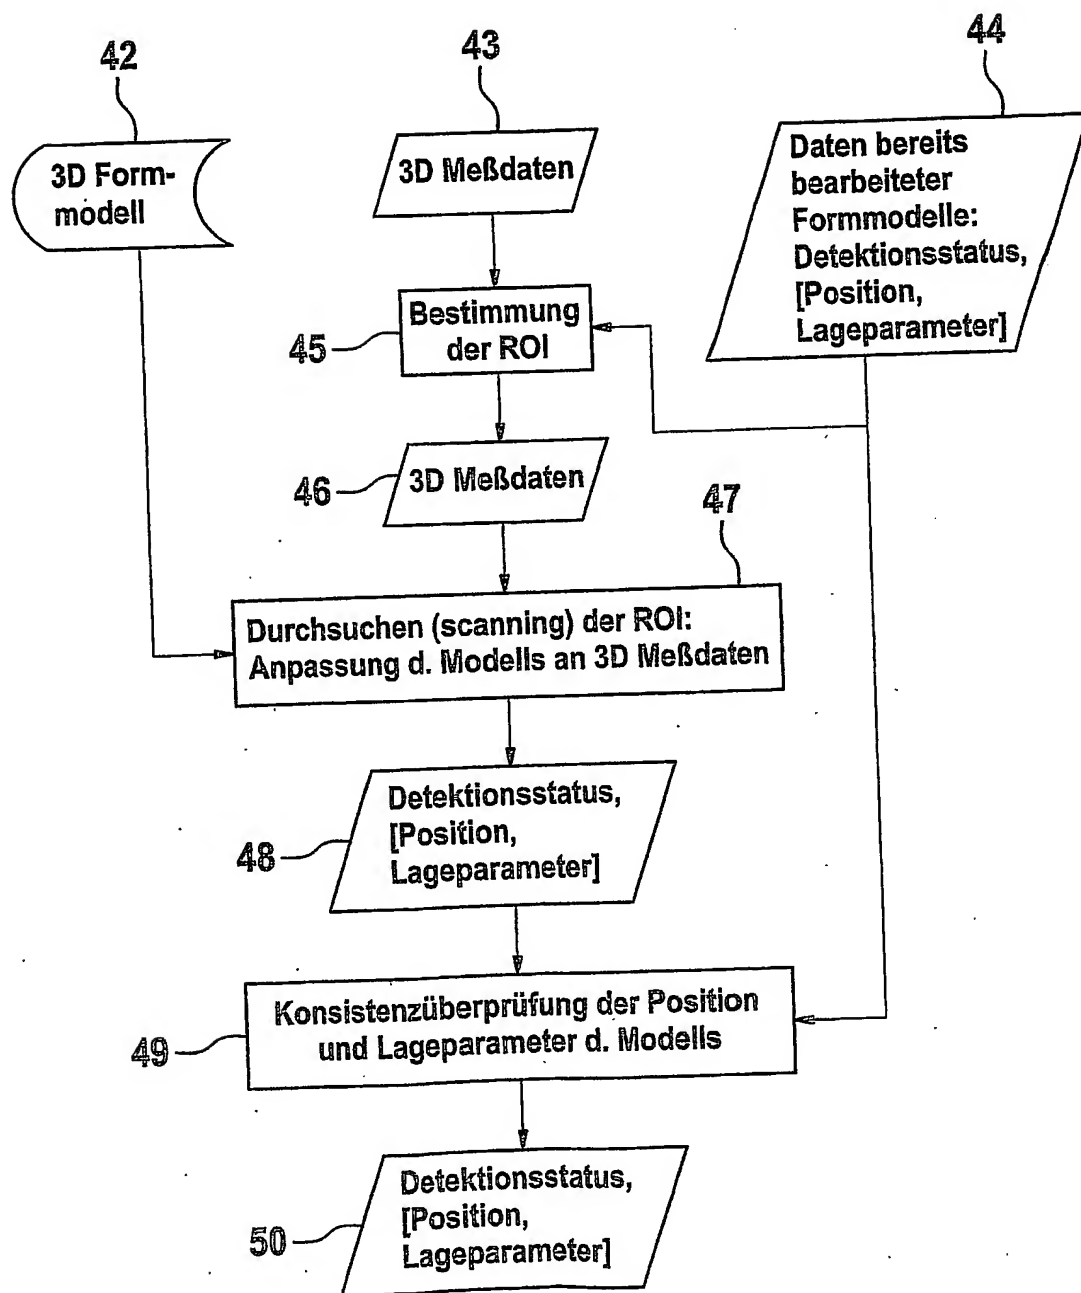 42
43
44
3D Form-
modell
3D Meßdaten
Daten bereits
bearbeiteter
Formmodelle:
Detektionsstatus,
[Position,
Lageparameter]
45
Bestimmung
der ROI
46
3D Meßdaten
47
Durchsuchen (scanning) der ROI:
Anpassung d. Modells an 3D Meßdaten
48
Detektionsstatus,
[Position,
Lageparameter]
49
Konsistenzüberprüfung der Position
und Lageparameter d. Modells
50
Detektionsstatus,
[Position,
Lageparameter]